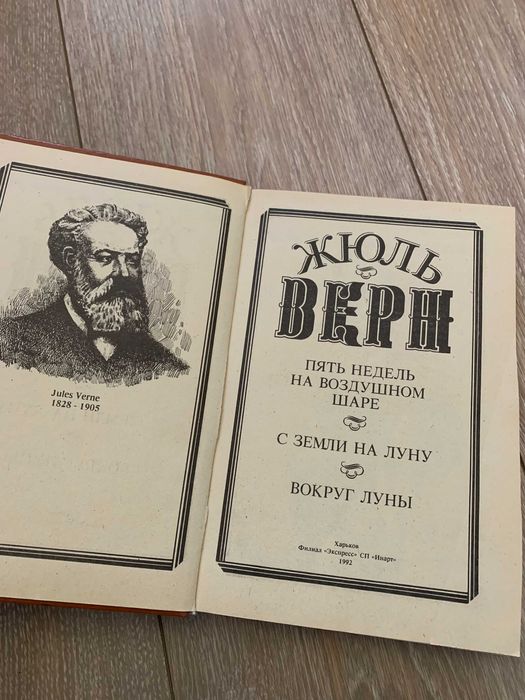 Jules Verne
1828 - 1905
ЖЮЛЬ
ВЕРН
ПЯТЬ НЕДЕЛЬ
НА ВОЗДУШНОМ
ШАРЕ
С ЗЕМЛИ НА ЛУНУ
ВОКРУГ ЛУНЫ
Харьков
Филиал «Экспресс» СП «Инарт»
1992